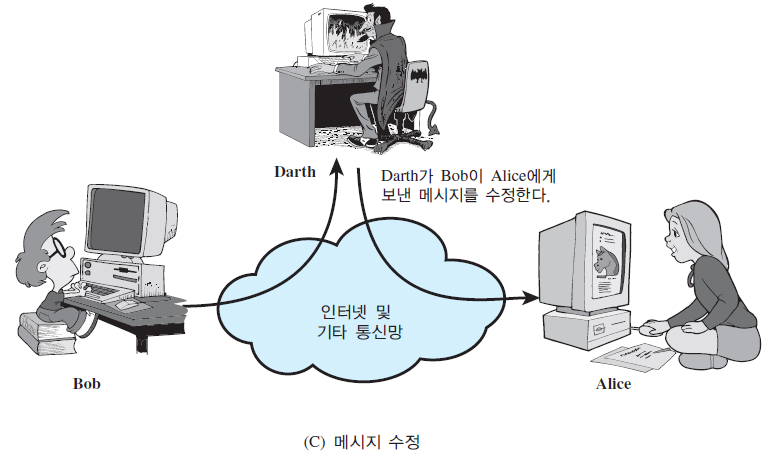 Darth
Darth가 Bob이 Alice에게
보낸 메시지를 수정한다.
인터넷 및
기타 통신망
Bob
Alice
(C) 메시지 수정